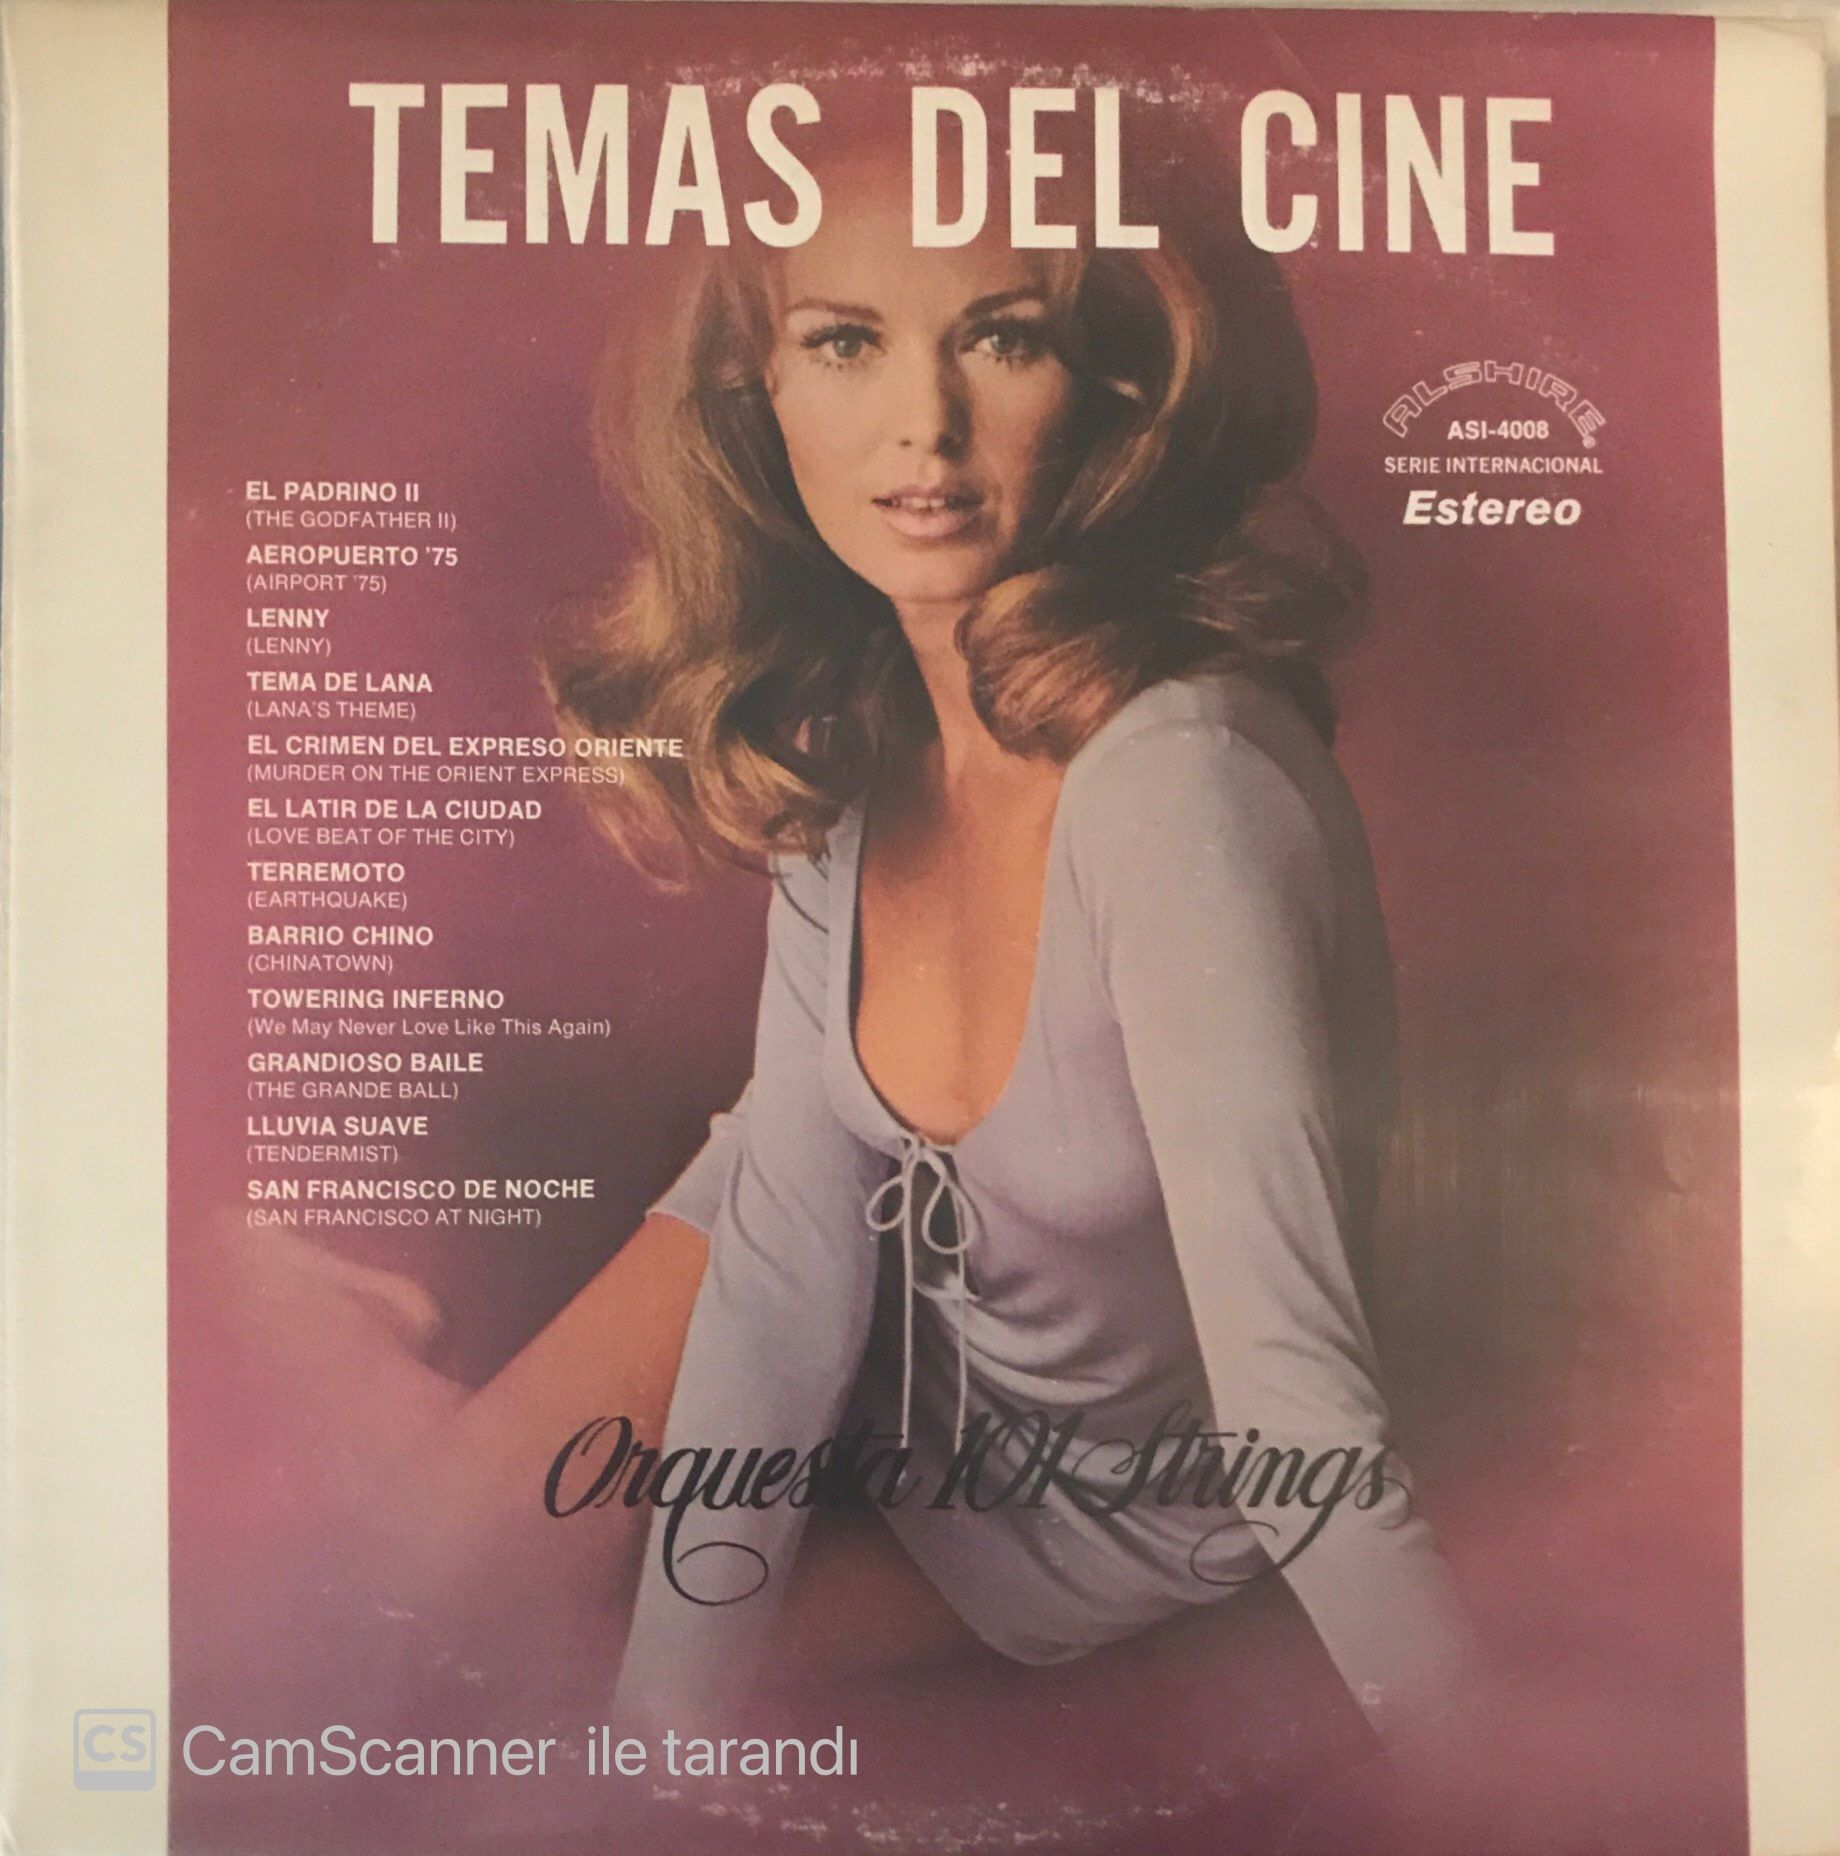 TEMAS DEL CINE
ALSHIRE®
ASI-4008
SERIE INTERNACIONAL
Estereo
EL PADRINO II
(THE GODFATHER II)
AEROPUERTO '75
(AIRPORT '75)
LENNY
(LENNY)
TEMA DE LANA
(LANA'S THEME)
EL CRIMEN DEL EXPRESO ORIENTE
(MURDER ON THE ORIENT EXPRESS)
EL LATIR DE LA CIUDAD
(LOVE BEAT OF THE CITY)
TERREMOTO
(EARTHQUAKE)
BARRIO CHINO
(CHINATOWN)
TOWERING INFERNO
(We May Never Love Like This Again)
GRANDIOSO BAILE
(THE GRANDE BALL)
LLUVIA SUAVE
(TENDERMIST)
SAN FRANCISCO DE NOCHE
(SAN FRANCISCO AT NIGHT)
Orquesta 101 Strings
CS CamScanner ile tarandı